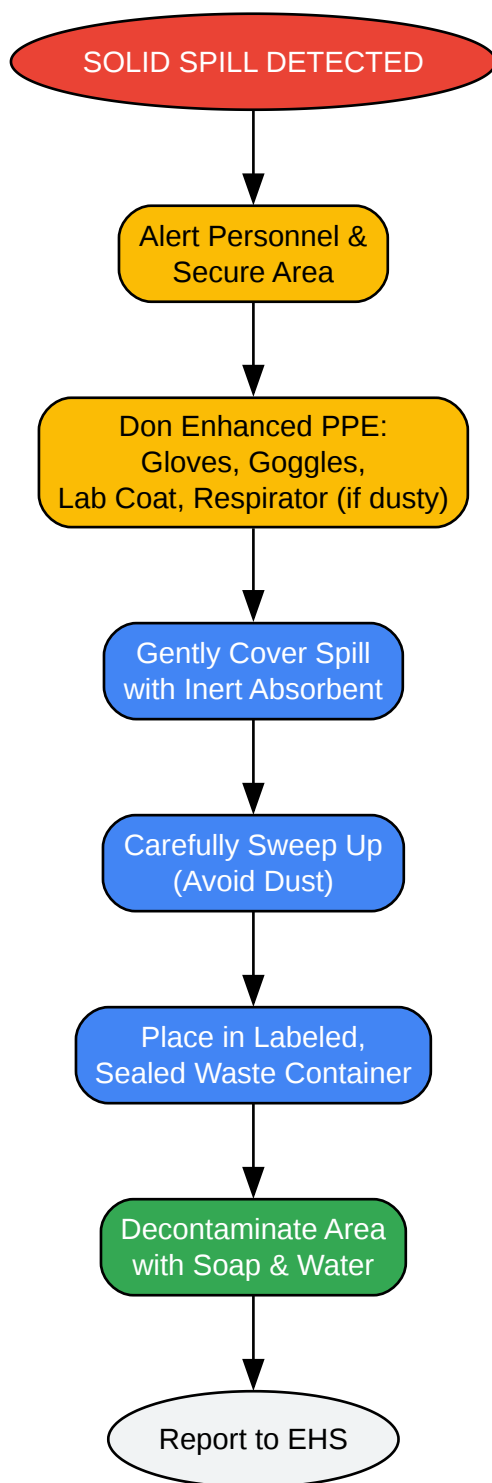 SOLID SPILL DETECTED
Alert Personnel &
Secure Area
Don Enhanced PPE:
Gloves, Goggles,
Lab Coat, Respirator (if dusty)
Gently Cover Spill
with Inert Absorbent
Carefully Sweep Up
(Avoid Dust)
Place in Labeled,
Sealed Waste Container
Decontaminate Area
with Soap & Water
Report to EHS